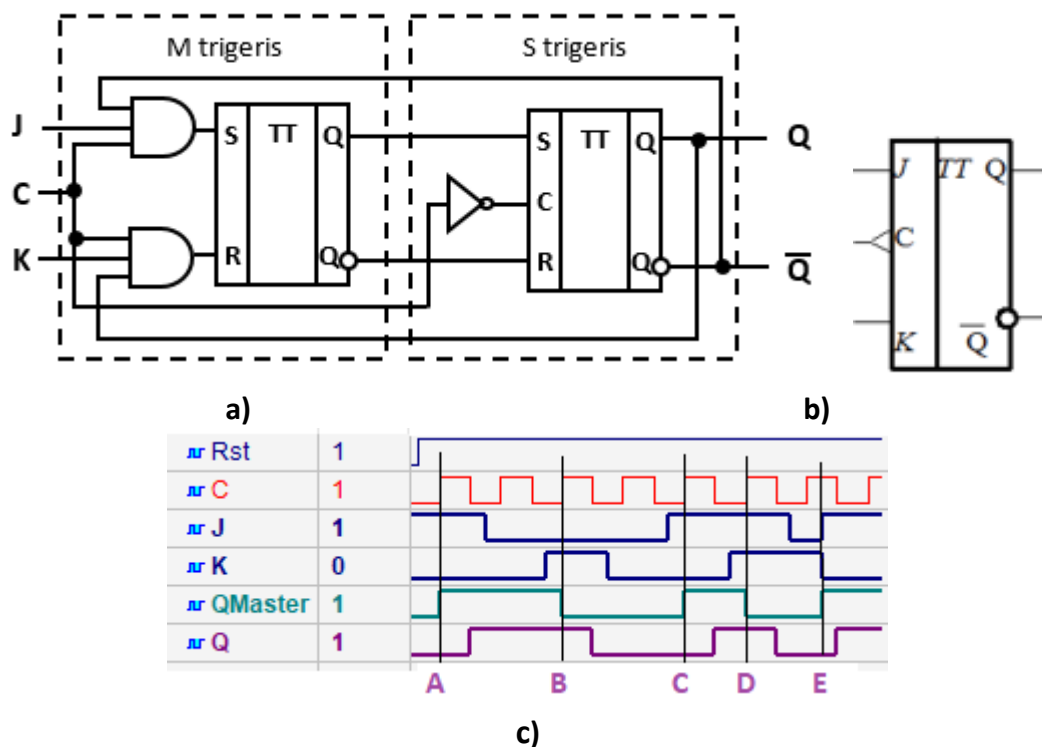 M trigeris S trigeris
J S TT Q S TT Q Q
C C
K R Q R Q Q̅
J TT Q
C
K Q̅
a) b)
Rst 1
C 1
J 1
K 0
QMaster 1
Q 1
A B C D E
c)